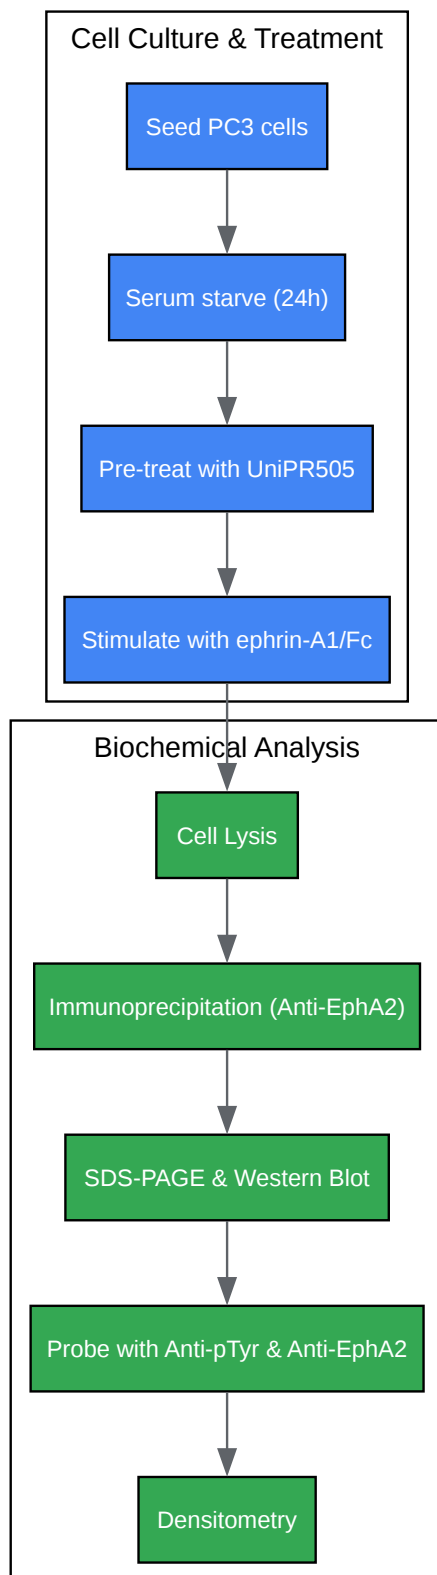 Cell Culture & Treatment
Seed PC3 cells
Serum starve (24h)
Pre-treat with UniPR505
Stimulate with ephrin-A1/Fc
Biochemical Analysis
Cell Lysis
Immunoprecipitation (Anti-EphA2)
SDS-PAGE & Western Blot
Probe with Anti-pTyr & Anti-EphA2
Densitometry